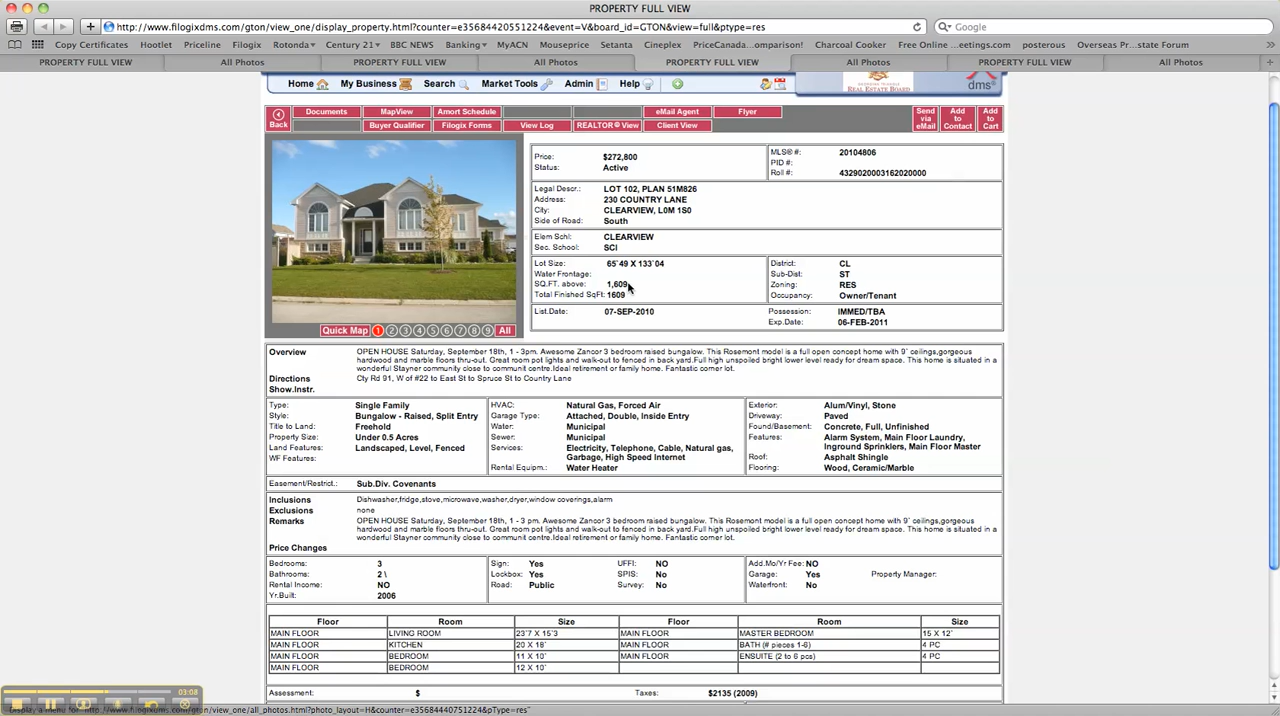 PROPERTY FULL VIEW
http://www.filogixdms.com/gton/view_one/display_property.html?counter=e35684420551224&event=V&board_id=GTON&view=full&ptype=res
Google
Copy Certificates Hootlet Priceline Filogix Rotonda Century 21 BBC NEWS Banking MyACN Mouseprice Setanta Cineplex PriceCanada...omparison! Charcoal Cooker Free Online ...eetings.com posterous Overseas Pr...state Forum
PROPERTY FULL VIEW All Photos PROPERTY FULL VIEW All Photos PROPERTY FULL VIEW All Photos PROPERTY FULL VIEW All Photos
Home My Business Search Market Tools Admin Help
REAL ESTATE BOARD
dms
Back Documents MapView Amort Schedule eMail Agent Flyer Send via eMail Add to Contact Add to Cart
Buyer Qualifier Filogix Forms View Log REALTOR® View Client View
Price: $272,800 MLS® #: 20104806
Status: Active PID #:
Roll #: 4329020003162020000
Legal Descr.: LOT 102, PLAN 51M826
Address: 230 COUNTRY LANE
City: CLEARVIEW, L0M 1S0
Side of Road: South
Elem Schl: CLEARVIEW
Sec. School: SCI
Lot Size: 65`49 X 133`04 District: CL
Water Frontage: Sub-Dist: ST
SQ.FT. above: 1,609 Zoning: RES
Total Finished SqFt: 1609 Occupancy: Owner/Tenant
List.Date: 07-SEP-2010 Possession: IMMED/TBA
Exp.Date: 06-FEB-2011
Quick Map 1 2 3 4 5 6 7 8 9 All
Overview OPEN HOUSE Saturday, September 18th, 1 - 3pm. Awesome Zancor 3 bedroom raised bungalow. This Rosemont model is a full open concept home with 9` ceilings,gorgeous
hardwood and marble floors thru-out. Great room pot lights and walk-out to fenced in back yard.Full high unspoiled bright lower level ready for dream space. This home is situated in a
wonderful Stayner community close to communit centre.Ideal retirement or family home. Fantastic corner lot.
Directions Cty Rd 91, W of #22 to East St to Spruce St to Country Lane
Show.Instr.
Type: Single Family HVAC: Natural Gas, Forced Air Exterior: Alum/Vinyl, Stone
Style: Bungalow - Raised, Split Entry Garage Type: Attached, Double, Inside Entry Driveway: Paved
Title to Land: Freehold Water: Municipal Found/Basement: Concrete, Full, Unfinished
Property Size: Under 0.5 Acres Sewer: Municipal Features: Alarm System, Main Floor Laundry,
Land Features: Landscaped, Level, Fenced Services: Electricity, Telephone, Cable, Natural gas, Inground Sprinklers, Main Floor Master
WF Features: Garbage, High Speed Internet Roof: Asphalt Shingle
Rental Equipm.: Water Heater Flooring: Wood, Ceramic/Marble
Easement/Restrict.: Sub.Div. Covenants
Inclusions Dishwasher,fridge,stove,microwave,washer,dryer,window coverings,alarm
Exclusions none
Remarks OPEN HOUSE Saturday, September 18th, 1 - 3 pm. Awesome Zancor 3 bedroom raised bungalow. This Rosemont model is a full open concept home with 9` ceilings,gorgeous
hardwood and marble floors thru-out. Great room pot lights and walk-out to fenced in back yard.Full high unspoiled bright lower level ready for dream space. This home is situated in a
wonderful Stayner community close to communit centre.Ideal retirement or family home. Fantastic corner lot.
Price Changes
Bedrooms: 3 Sign: Yes UFFI: NO Add.Mo/Yr Fee: NO
Bathrooms: 2 \ Lockbox: Yes SPIS: No Garage: Yes Property Manager:
Rental Income: NO Road: Public Survey: No Waterfront: No
Yr.Built: 2006
Floor Room Size Floor Room Size
MAIN FLOOR LIVING ROOM 23`7 X 15`3 MAIN FLOOR MASTER BEDROOM 15 X 12`
MAIN FLOOR KITCHEN 20 X 18` MAIN FLOOR BATH (# pieces 1-6) 4 PC
MAIN FLOOR BEDROOM 11 X 10` MAIN FLOOR ENSUITE (2 to 6 pcs) 4 PC
MAIN FLOOR BEDROOM 12 X 10`
Assessment: $ Taxes: $2135 (2009)
03:08
Display a menu for "http://www.filogixdms.com/gton/view_one/all_photos.html?photo_layout=H&counter=e35684440751224&pType=res"